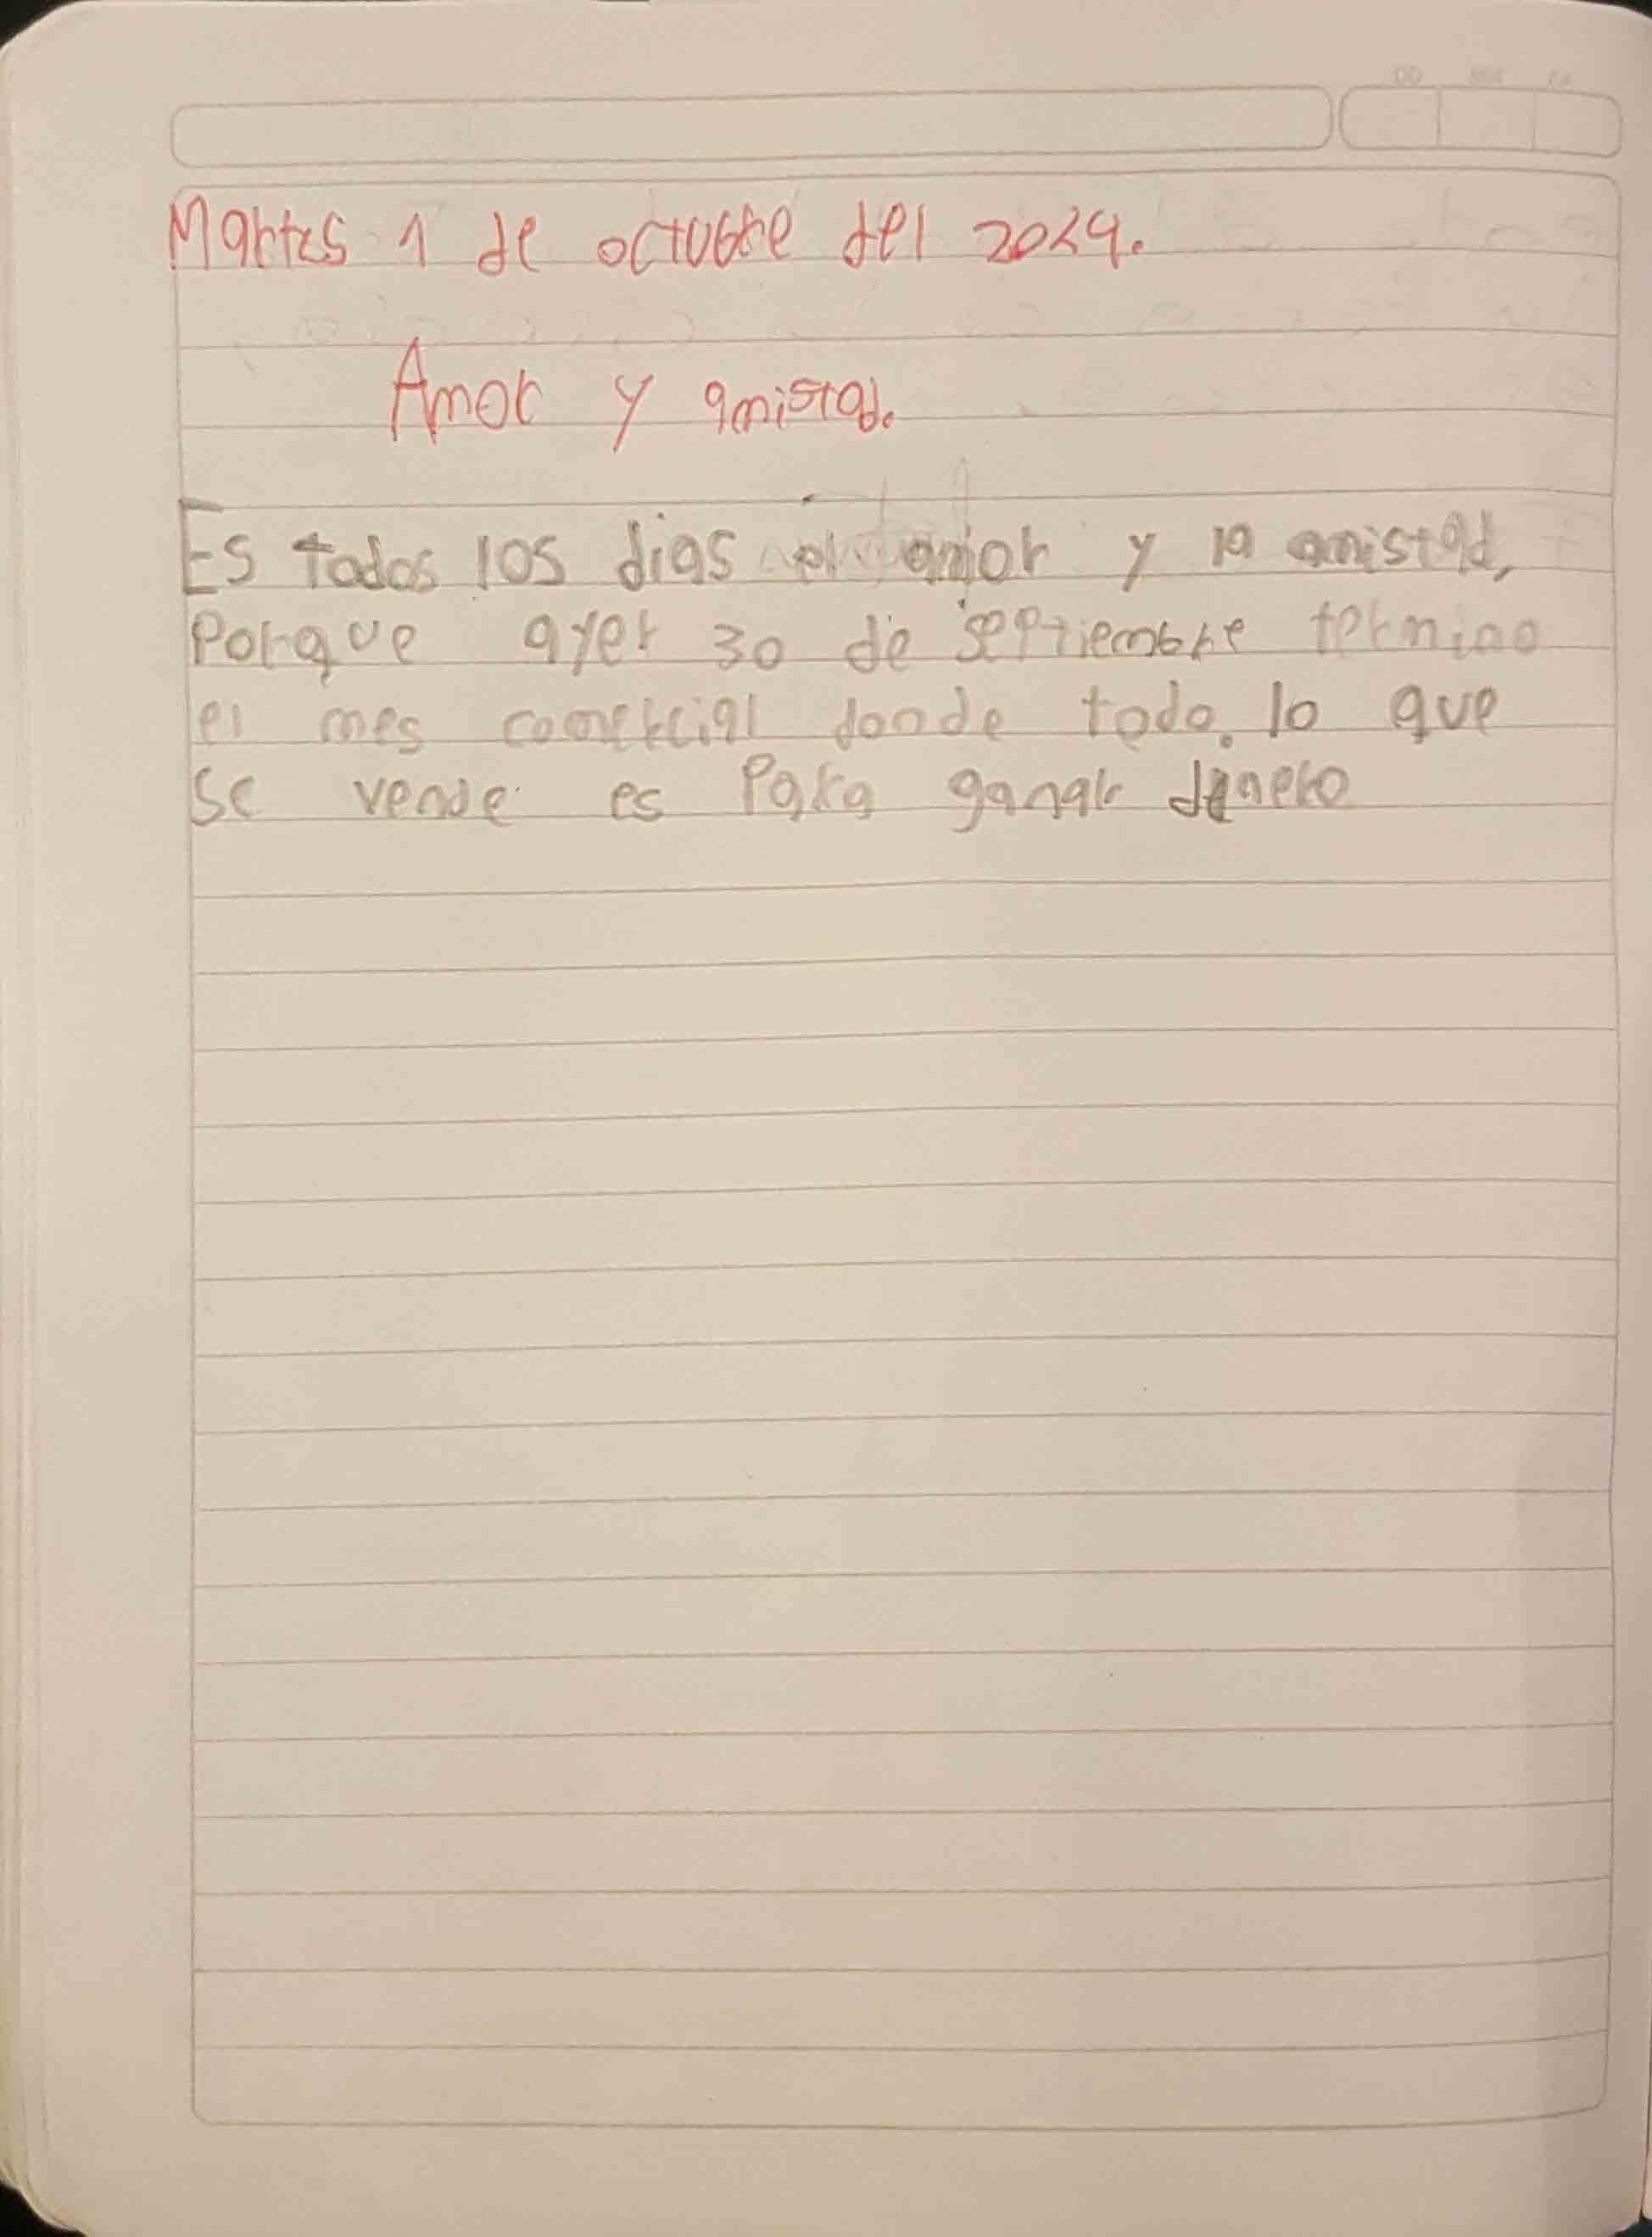 Martes 1 de octubre del 2024.
Amor y amistad.
Es todos los dias el amor y la amistad,
Porque ayer 30 de septiembre termino
el mes comercial donde todo lo que
se vende es Para ganar dinero